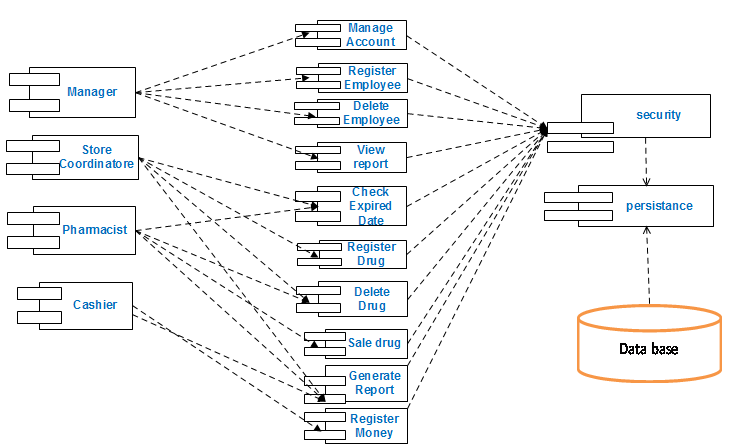 Manage
Account
Manager
Register
Employee
Delete
Employee
security
Store
Coordinatore
View
report
Check
Expired
Date
persistance
Pharmacist
Register
Drug
Cashier
Delete
Drug
Sale drug
Data base
Generate
Report
Register
Money